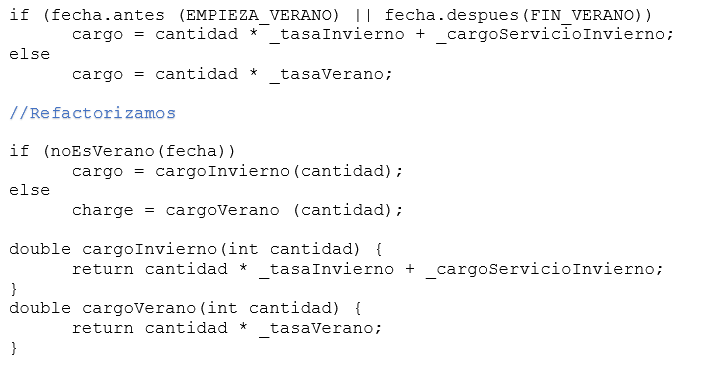 if (fecha.antes (EMPIEZA_VERANO) || fecha.despues(FIN_VERANO))
cargo = cantidad * _tasaInvierno + _cargoServicioInvierno;
else
cargo = cantidad * _tasaVerano;
//Refactorizamos
if (noEsVerano(fecha))
cargo = cargoInvierno(cantidad);
else
charge = cargoVerano (cantidad);
double cargoInvierno(int cantidad) {
return cantidad * _tasaInvierno + _cargoServicioInvierno;
}
double cargoVerano(int cantidad) {
return cantidad * _tasaVerano;
}